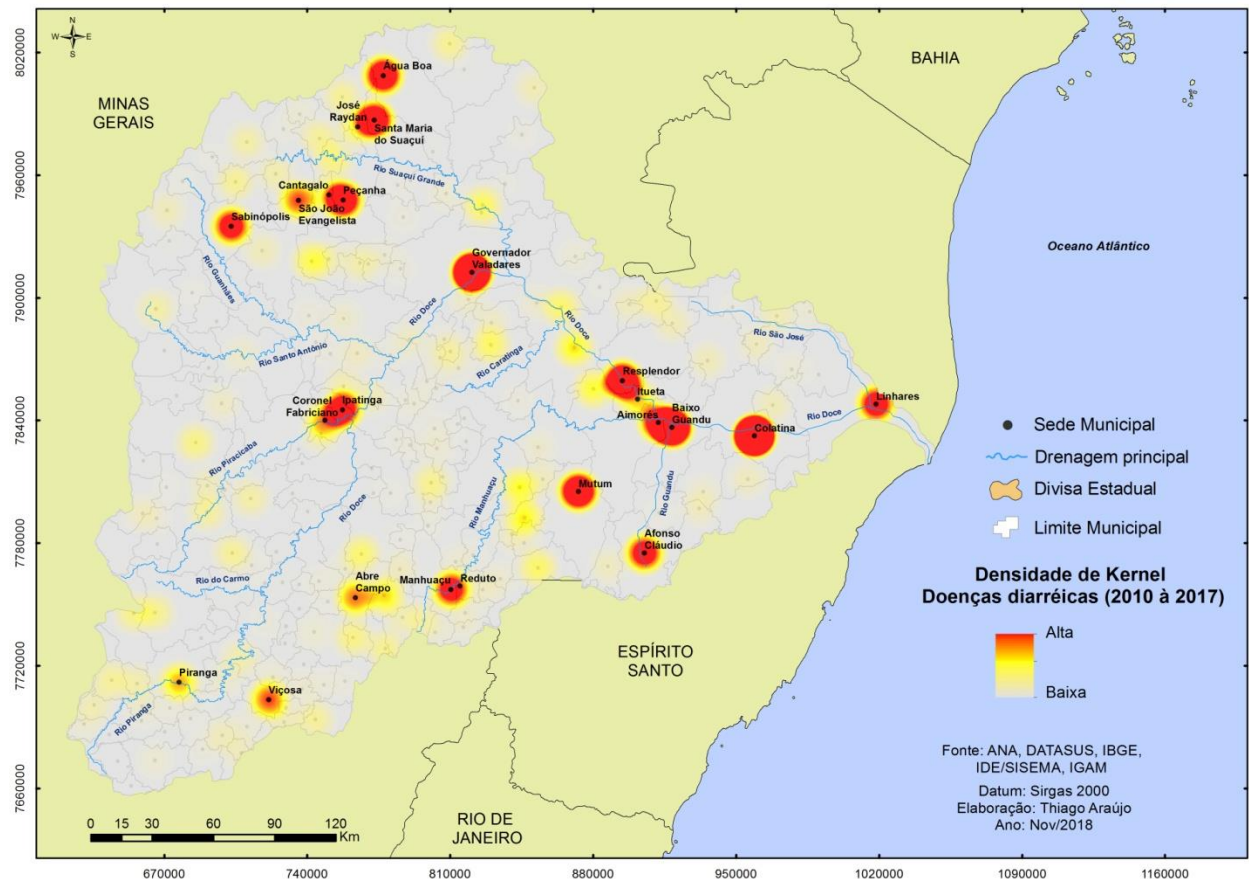 N
W E
S
BAHIA
MINAS
GERAIS
Água Boa
José
Raydan
Santa Maria
do Suaçuí
Rio Suaçuí Grande
Cantagalo
Peçanha
São João
Evangelista
Sabinópolis
Oceano Atlântico
Governador
Valadares
Rio Guanhães
Rio Doce
Rio Doce
Rio São José
Rio Santo Antônio
Rio Caratinga
Resplendor
Itueta
Coronel
Fabriciano
Ipatinga
Aimorés
Baixo
Guandu
Linhares
Rio Doce
Colatina
Rio Piracicaba
Mutum
Rio Manhuaçu
Rio Guandu
Rio Doce
Afonso
Cláudio
Rio do Carmo
Abre
Campo
Manhuaçu
Reduto
Piranga
Viçosa
Rio Piranga
ESPÍRITO
SANTO
RIO DE
JANEIRO
Sede Municipal
Drenagem principal
Divisa Estadual
Limite Municipal
Densidade de Kernel
Doenças diarréicas (2010 à 2017)
Alta
Baixa
Fonte: ANA, DATASUS, IBGE,
IDE/SISEMA, IGAM
Datum: Sirgas 2000
Elaboração: Thiago Araújo
Ano: Nov/2018
0 15 30 60 90 120
Km
8020000
7960000
7900000
7840000
7780000
7720000
7660000
670000 740000 810000 880000 950000 1020000 1090000 1160000